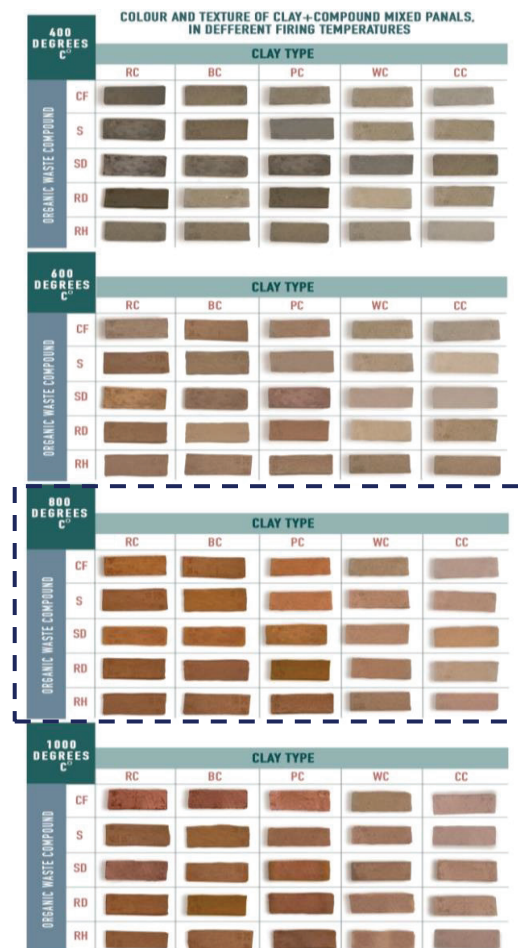 COLOUR AND TEXTURE OF CLAY+COMPOUND MIXED PANALS,
IN DEFFERENT FIRING TEMPERATURES
400
DEGREES
C°
CLAY TYPE
RC BC PC WC CC
ORGANIC WASTE COMPOUND
CF
S
SD
RD
RH
600
DEGREES
C°
CLAY TYPE
RC BC PC WC CC
ORGANIC WASTE COMPOUND
CF
S
SD
RD
RH
800
DEGREES
C°
CLAY TYPE
RC BC PC WC CC
ORGANIC WASTE COMPOUND
CF
S
SD
RD
RH
1000
DEGREES
C°
CLAY TYPE
RC BC PC WC CC
ORGANIC WASTE COMPOUND
CF
S
SD
RD
RH